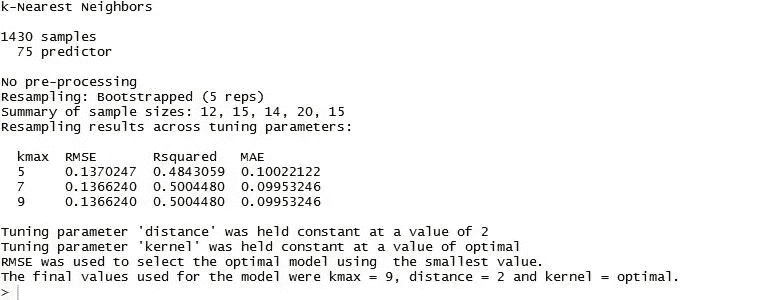 k-Nearest Neighbors
1430 samples
75 predictor
No pre-processing
Resampling: Bootstrapped (5 reps)
Summary of sample sizes: 12, 15, 14, 20, 15
Resampling results across tuning parameters:
kmax RMSE Rsquared MAE
5 0.1370247 0.4843059 0.10022122
7 0.1366240 0.5004480 0.09953246
9 0.1366240 0.5004480 0.09953246
Tuning parameter 'distance' was held constant at a value of 2
Tuning parameter 'kernel' was held constant at a value of optimal
RMSE was used to select the optimal model using the smallest value.
The final values used for the model were kmax = 9, distance = 2 and kernel = optimal.
>